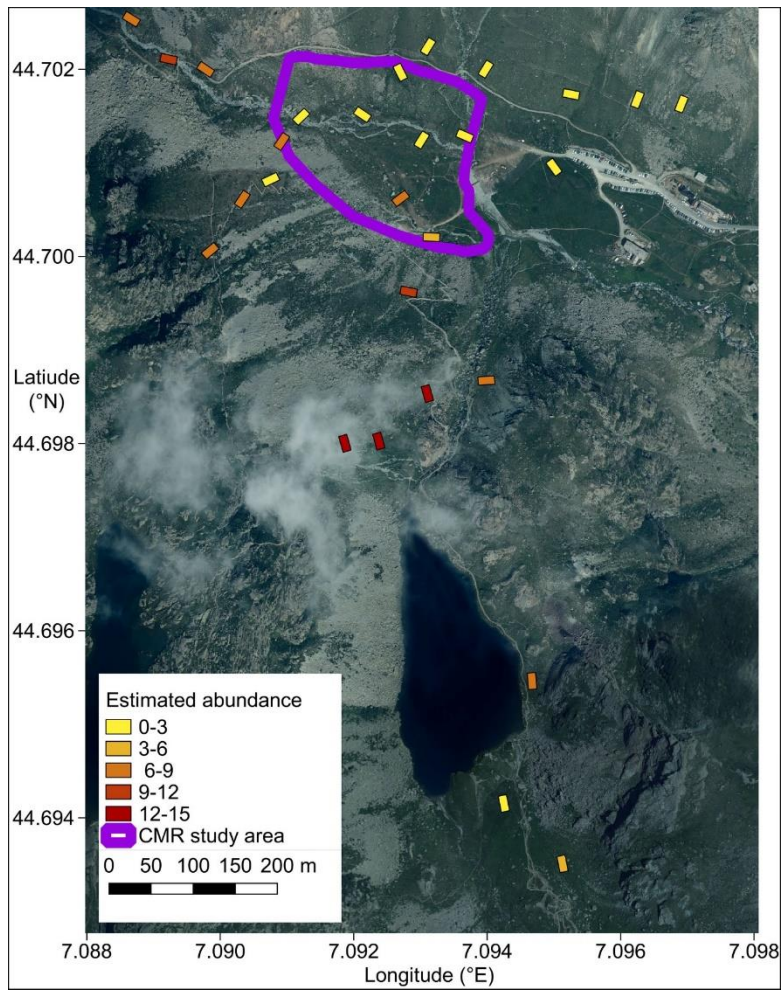 44.702
44.700
Latiude
(°N)
44.698
44.696
44.694
Estimated abundance
0-3
3-6
6-9
9-12
12-15
CMR study area
0 50 100 150 200 m
7.088 7.090 7.092 7.094 7.096 7.098
Longitude (°E)